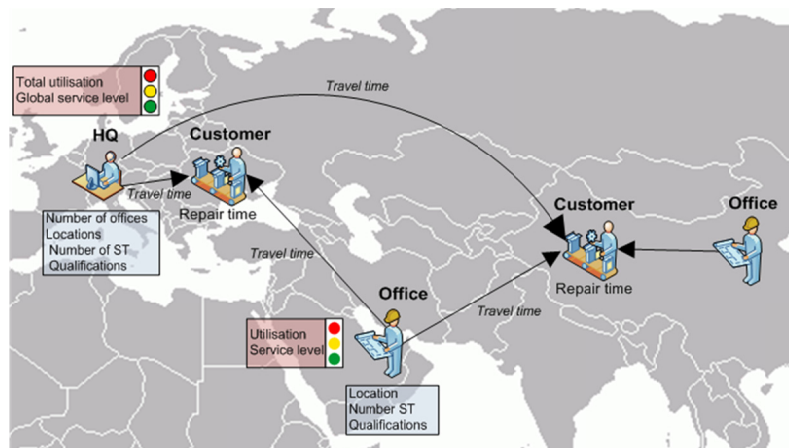 Travel time
Total utilisation
Global service level
HQ
Customer
Travel time
Repair time
Number of offices
Locations
Number of ST
Qualifications
Customer
Office
Repair time
Travel time
Office
Travel time
Utilisation
Service level
Location
Number ST
Qualifications